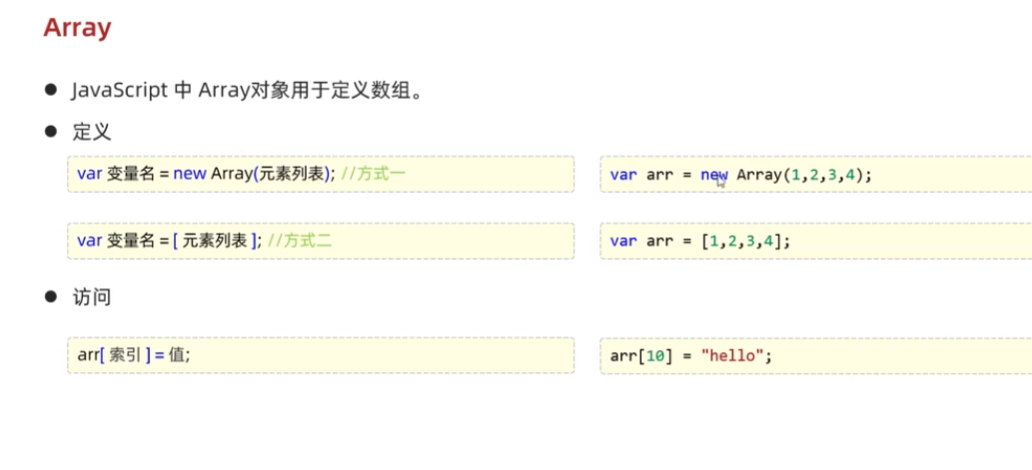 Array
JavaScript 中 Array对象用于定义数组。
定义
var 变量名 = new Array(元素列表); //方式一
var arr = new Array(1,2,3,4);
var 变量名 = [ 元素列表 ]; //方式二
var arr = [1,2,3,4];
访问
arr[ 索引 ] = 值;
arr[10] = "hello";